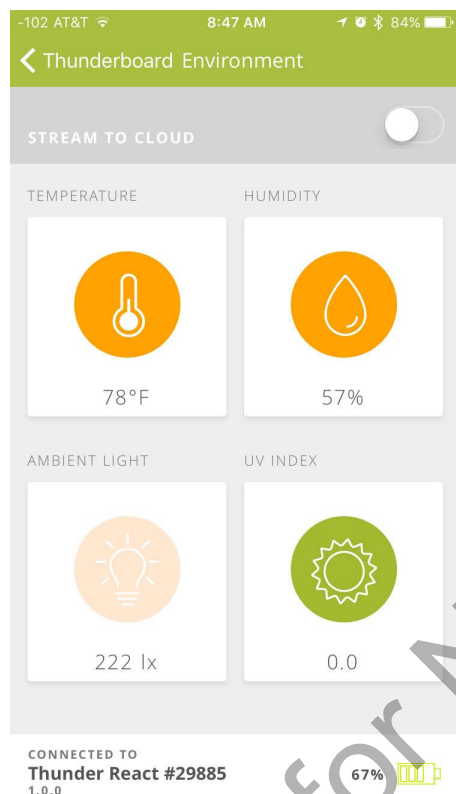 -102 AT&T 8:47 AM 84%
Thunderboard Environment
STREAM TO CLOUD
TEMPERATURE HUMIDITY
78°F 57%
AMBIENT LIGHT UV INDEX
222 lx 0.0
CONNECTED TO
Thunder React #29885 67%
1.0.0
for